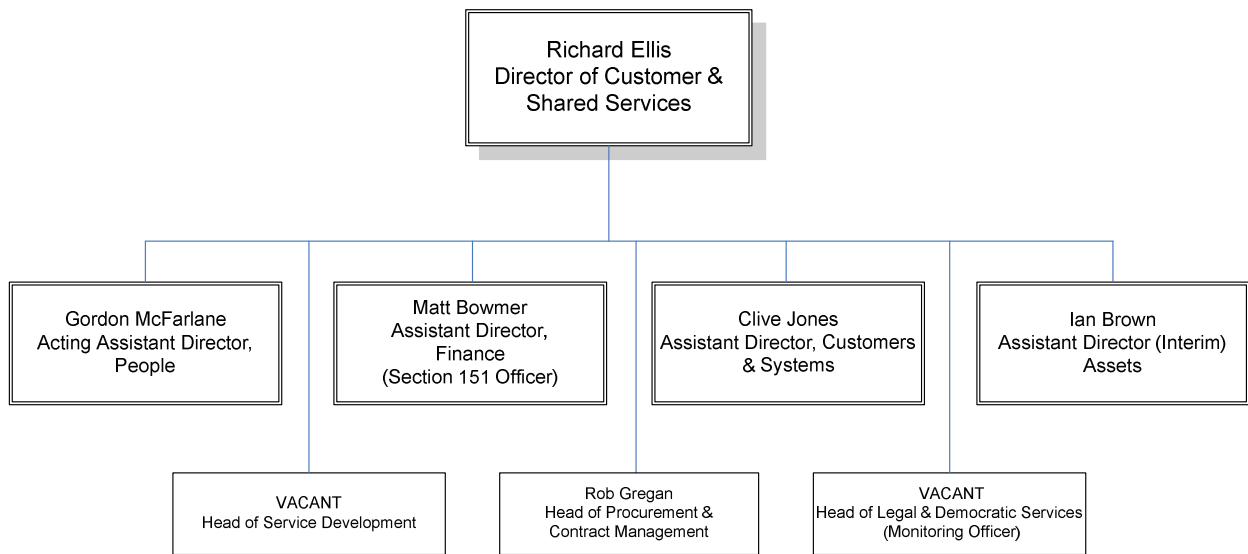 Richard Ellis
Director of Customer &
Shared Services
Gordon McFarlane
Acting Assistant Director,
People
Matt Bowmer
Assistant Director,
Finance
(Section 151 Officer)
Clive Jones
Assistant Director, Customers
& Systems
Ian Brown
Assistant Director (Interim)
Assets
VACANT
Head of Service Development
Rob Gregan
Head of Procurement &
Contract Management
VACANT
Head of Legal & Democratic Services
(Monitoring Officer)